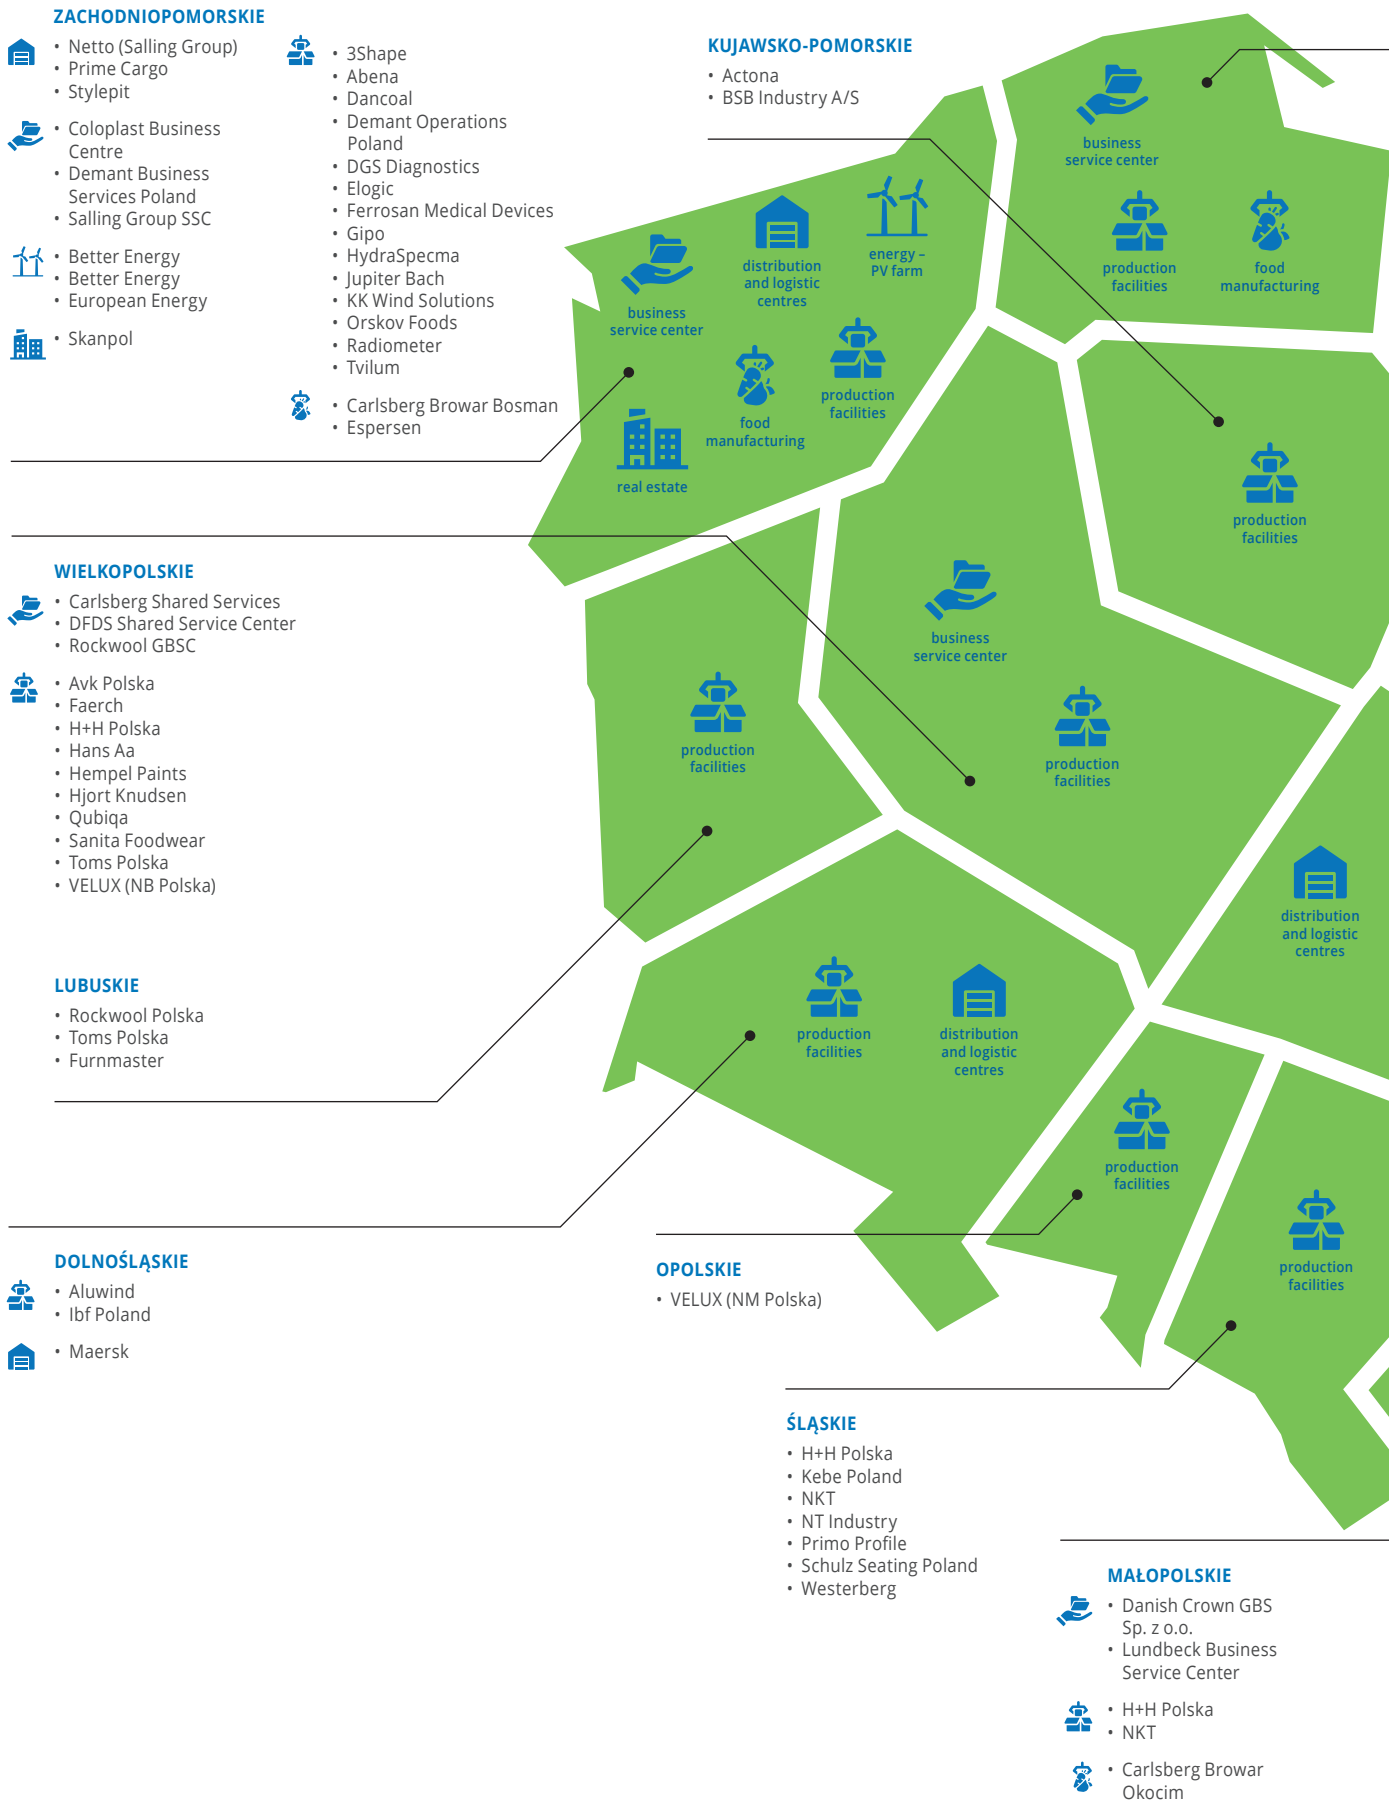 ZACHODNIOPOMORSKIE
• Netto (Salling Group)
• Prime Cargo
• Stylepit
• Coloplast Business
Centre
• Demant Business
Services Poland
• Salling Group SSC
• Better Energy
• Better Energy
• European Energy
• Skanpol
• 3Shape
• Abena
• Dancoal
• Demant Operations
Poland
• DGS Diagnostics
• Elogic
• Ferrosan Medical Devices
• Gipo
• HydraSpecma
• Jupiter Bach
• KK Wind Solutions
• Orskov Foods
• Radiometer
• Tvilum
• Carlsberg Browar Bosman
• Espersen
KUJAWSKO-POMORSKIE
• Actona
• BSB Industry A/S
business
service center
production
facilities
food
manufacturing
energy –
PV farm
distribution
and logistic
centres
business
service center
production
facilities
food
manufacturing
real estate
production
facilities
WIELKOPOLSKIE
• Carlsberg Shared Services
• DFDS Shared Service Center
• Rockwool GBSC
• Avk Polska
• Faerch
• H+H Polska
• Hans Aa
• Hempel Paints
• Hjort Knudsen
• Qubiqa
• Sanita Foodwear
• Toms Polska
• VELUX (NB Polska)
business
service center
production
facilities
production
facilities
distribution
and logistic
centres
LUBUSKIE
• Rockwool Polska
• Toms Polska
• Furnmaster
production
facilities
distribution
and logistic
centres
production
facilities
production
facilities
DOLNOŚLĄSKIE
• Aluwind
• Ibf Poland
• Maersk
OPOLSKIE
• VELUX (NM Polska)
ŚLĄSKIE
• H+H Polska
• Kebe Poland
• NKT
• NT Industry
• Primo Profile
• Schulz Seating Poland
• Westerberg
MAŁOPOLSKIE
• Danish Crown GBS
Sp. z o.o.
• Lundbeck Business
Service Center
• H+H Polska
• NKT
• Carlsberg Browar
Okocim